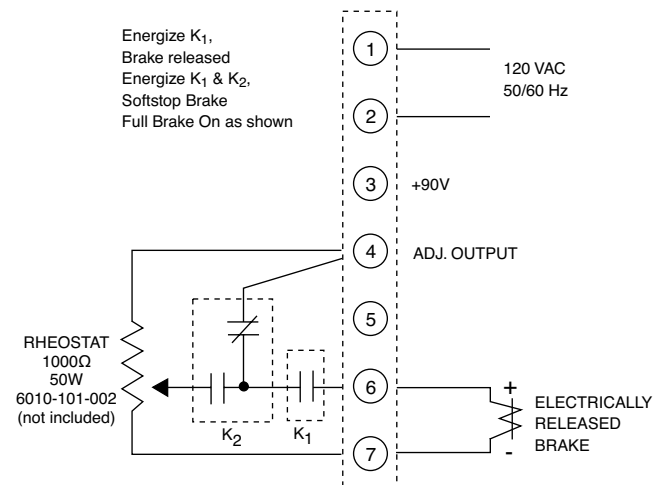 Energize K₁,
Brake released
Energize K₁ & K₂,
Softstop Brake
Full Brake On as shown
1
120 VAC
50/60 Hz
2
3
+90V
4
ADJ. OUTPUT
5
RHEOSTAT
1000Ω
50W
6010-101-002
(not included)
K₂
K₁
6
+
ELECTRICALLY
RELEASED
BRAKE
-
7